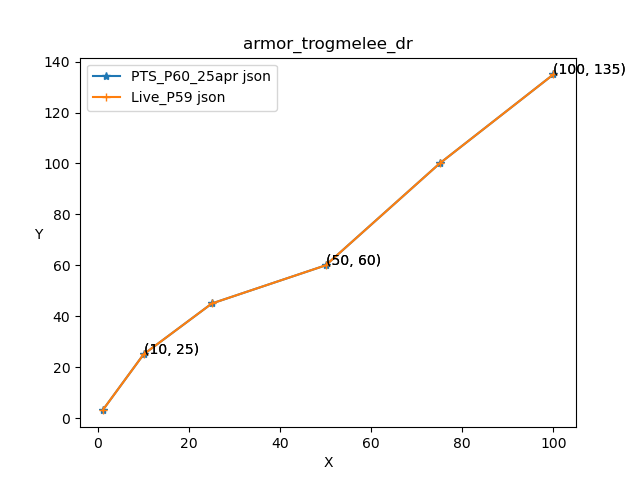 armor_trogmelee_dr
PTS_P60_25apr json
Live_P59 json
(100, 135)
(50, 60)
(10, 25)
140
120
100
80
60
40
20
0
Y
0 20 40 60 80 100
X